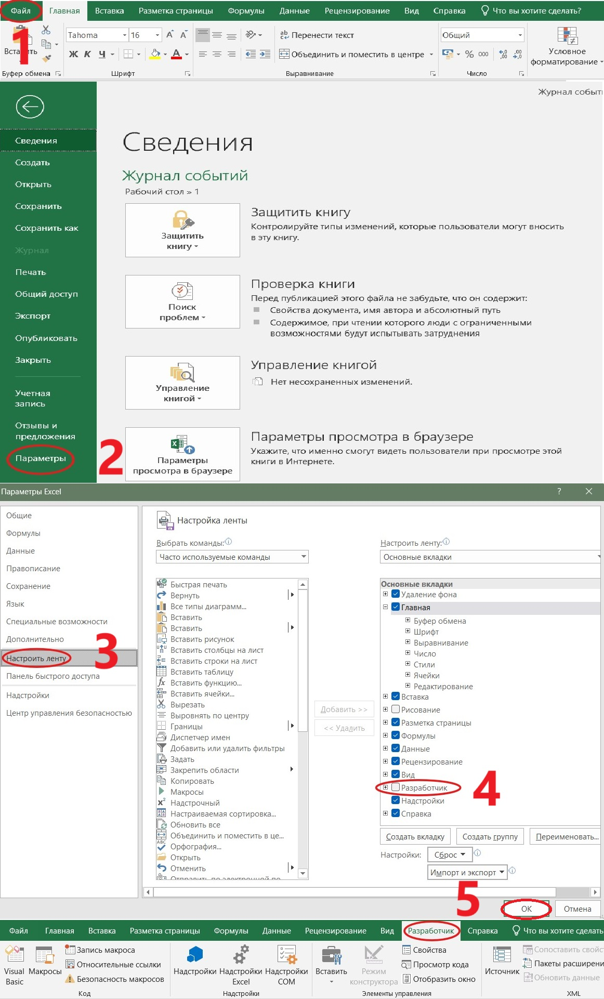 Файл Главная Вставка Разметка страницы Формулы Данные Рецензирование Вид Справка Что вы хотите сделать?
1
Вставить
Tahoma 16
Ж К Ч
Перенести текст
Объединить и поместить в центре
Общий
% 000
Условное
форматирование
Буфер обмена Шрифт Выравнивание Число
Журнал событ
Сведения
Создать
Открыть
Сохранить
Сохранить как
Журнал
Печать
Общий доступ
Экспорт
Опубликовать
Закрыть
Учетная
запись
Отзывы и
предложения
Параметры
2
Сведения
Журнал событий
Рабочий стол » 1
Защитить
книгу
Защитить книгу
Контролируйте типы изменений, которые пользователи могут вносить
в эту книгу.
Поиск
проблем
Проверка книги
Перед публикацией этого файла не забудьте, что он содержит:
Свойства документа, имя автора и абсолютный путь
Содержимое, при чтении которого люди с ограниченными
возможностями будут испытывать затруднения
Управление
книгой
Управление книгой
Нет несохраненных изменений.
Параметры
просмотра в браузере
Параметры просмотра в браузере
Укажите, что именно смогут видеть пользователи при просмотре этой
книги в Интернете.
Параметры Excel ?
Общие
Формулы
Данные
Правописание
Сохранение
Язык
Специальные возможности
Дополнительно
Настроить ленту
3
Панель быстрого доступа
Надстройки
Центр управления безопасностью
Настройка ленты
Выбрать команды:
Часто используемые команды
Быстрая печать
Вернуть
Все типы диаграмм...
Вставить
Вставить
Вставить рисунок
Вставить столбцы на лист
Вставить строки на лист
Вставить таблицу
Вставить функцию...
Вставить ячейки...
Вырезать
Выровнять по центру
Границы
Диспетчер имен
Добавить или удалить фильтры
Задать
Закрепить области
Копировать
Макросы
Надстрочный
Настраиваемая сортировка...
Обновить все
Объединить и поместить в це...
Орфография...
Открыть
Отменить
Отправить по электронной по
Добавить >>
<< Удалить
Настроить ленту:
Основные вкладки
Основные вкладки
Удаление фона
Главная
Буфер обмена
Шрифт
Выравнивание
Число
Стили
Ячейки
Редактирование
Вставка
Рисование
Разметка страницы
Формулы
Данные
Рецензирование
Вид
Разработчик
4
Надстройки
Справка
Создать вкладку Создать группу Переименовать...
Настройки: Сброс
Импорт и экспорт
5
ОК Отмена
Файл Главная Вставка Разметка страницы Формулы Данные Рецензирование Вид Разработчик Справка Что вы хотите сделать
Visual
Basic
Макросы
Запись макроса
Относительные ссылки
Безопасность макросов
Надстройки
Надстройки
Excel
Надстройки
COM
Вставить
Режим
конструктора
Свойства
Просмотр кода
Отобразить окно
Источник
Сопоставить свойс
Пакеты расширени
Обновить данные
Код Надстройки Элементы управления XML